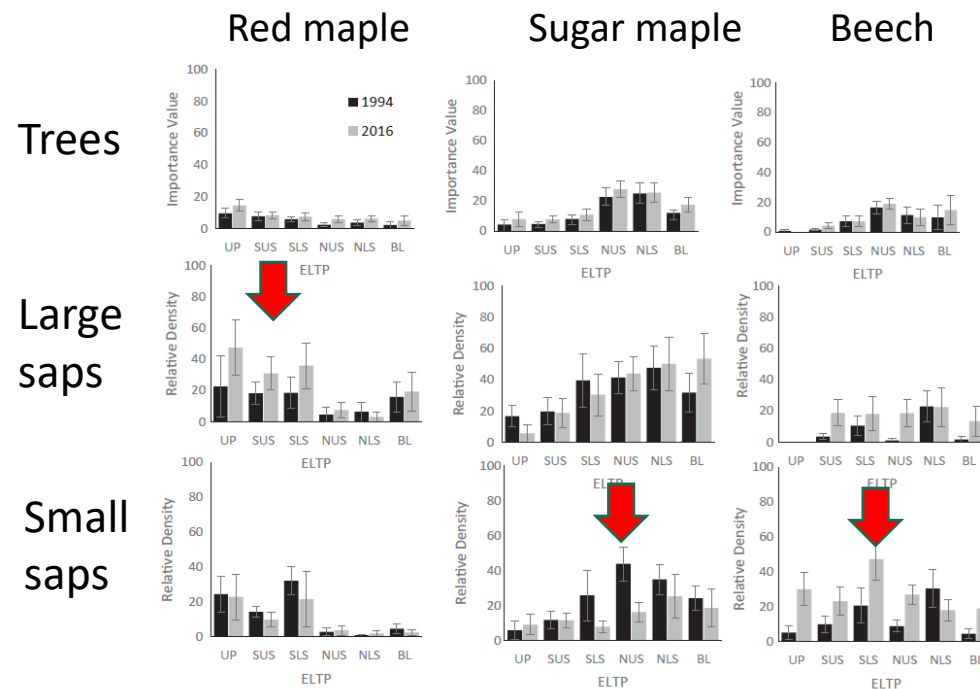 Red maple
Sugar maple
Beech
Trees
Importance Value
100
80
60
40
20
0
1994
2016
UP SUS SLS NUS NLS BL
ELTP
Importance Value
100
80
60
40
20
0
UP SUS SLS NUS NLS BL
ELTP
Importance Value
100
80
60
40
20
0
UP SUS SLS NUS NLS BL
ELTP
Large
saps
Relative Density
100
80
60
40
20
0
UP SUS SLS NUS NLS BL
ELTP
Relative Density
100
80
60
40
20
0
UP SUS SLS NUS NLS BL
ELTP
Relative Density
100
80
60
40
20
0
UP SUS SLS NUS NLS BL
ELTP
Small
saps
Relative Density
100
80
60
40
20
0
UP SUS SLS NUS NLS BL
ELTP
Relative Density
100
80
60
40
20
0
UP SUS SLS NUS NLS BL
ELTP
Relative Density
100
80
60
40
20
0
UP SUS SLS NUS NLS BL
ELTP